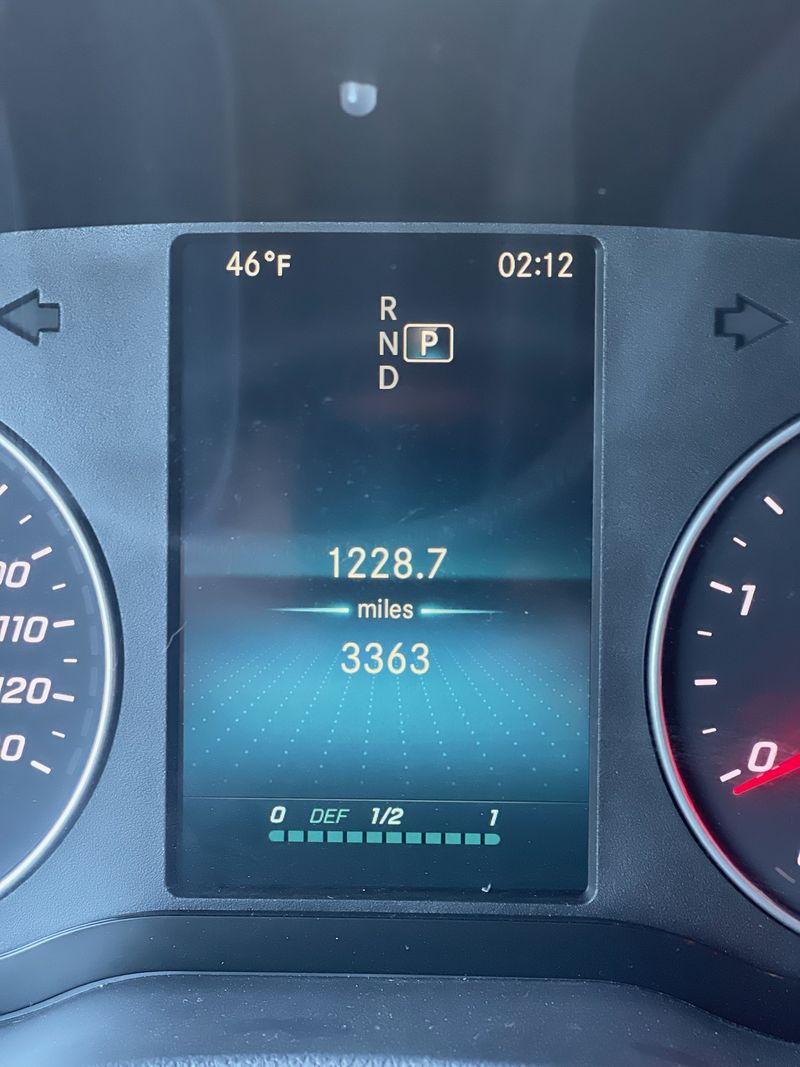 46°F 02:12
R
N P
D
1228.7
miles
3363
0 DEF 1/2 1
110
120
1
0